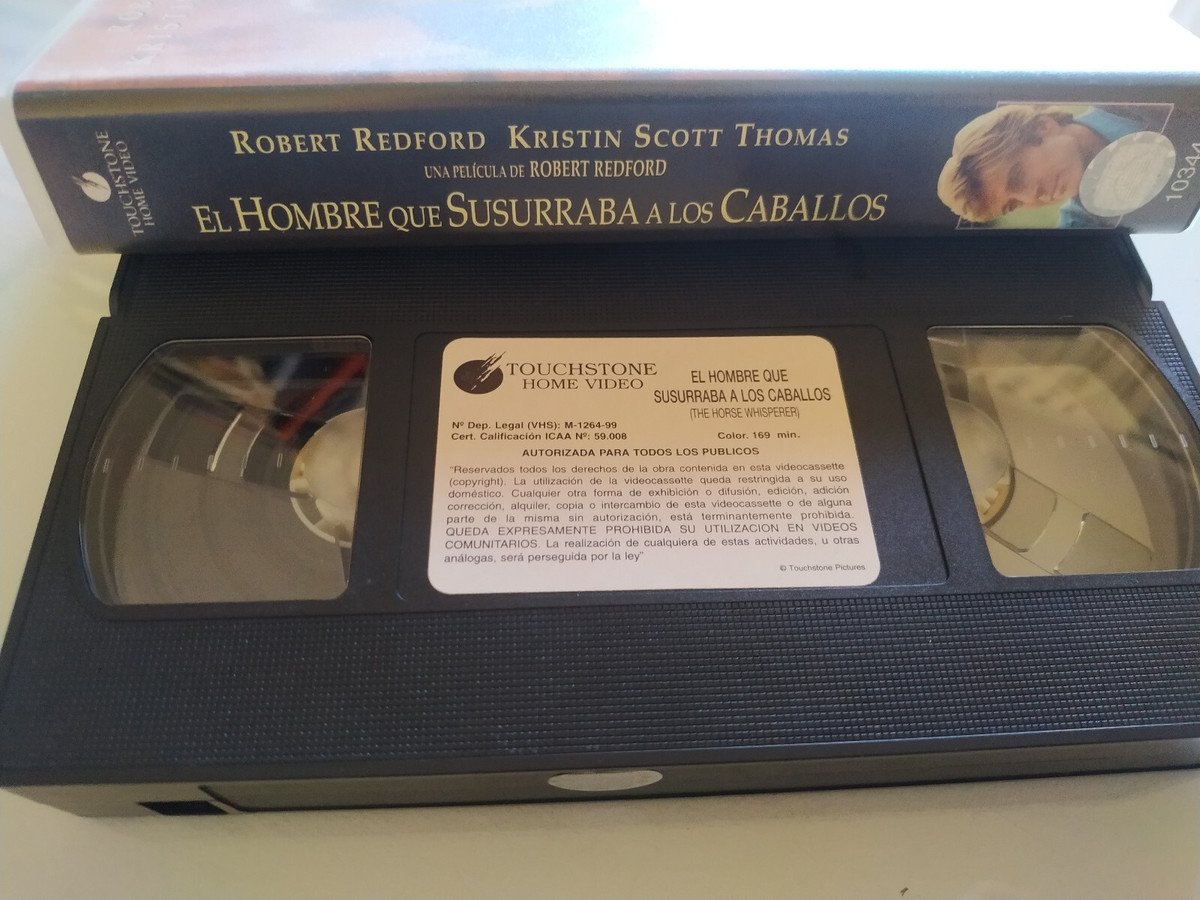 TOUCHSTONE
HOME VIDEO
ROBERT REDFORD KRISTIN SCOTT THOMAS
UNA PELÍCULA DE ROBERT REDFORD
EL HOMBRE QUE SUSURRABA A LOS CABALLOS
10344
TOUCHSTONE
HOME VIDEO
EL HOMBRE QUE
SUSURRABA A LOS CABALLOS
(THE HORSE WHISPERER)
Nº Dep. Legal (VHS): M-1264-99
Cert. Calificación ICAA Nº: 59.008
Color. 169 min.
AUTORIZADA PARA TODOS LOS PUBLICOS
"Reservados todos los derechos de la obra contenida en esta videocassette
(copyright). La utilización de la videocassette queda restringida a su uso
doméstico. Cualquier otra forma de exhibición o difusión, edición, adición
corrección, alquiler, copia o intercambio de esta videocassette o de alguna
parte de la misma sin autorización, está terminantemente prohibida.
QUEDA EXPRESAMENTE PROHIBIDA SU UTILIZACION EN VIDEOS
COMUNITARIOS. La realización de cualquiera de estas actividades, u otras
análogas, será perseguida por la ley"
© Touchstone Pictures